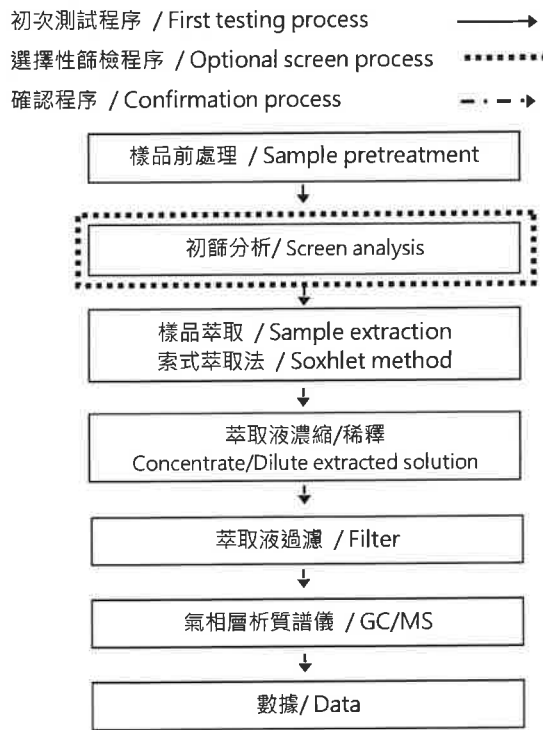 初次測試程序 / First testing process
選擇性篩檢程序 / Optional screen process
確認程序 / Confirmation process
樣品前處理 / Sample pretreatment
初篩分析/ Screen analysis
樣品萃取 / Sample extraction
索式萃取法 / Soxhlet method
萃取液濃縮/稀釋
Concentrate/Dilute extracted solution
萃取液過濾 / Filter
氣相層析質譜儀 / GC/MS
數據/ Data